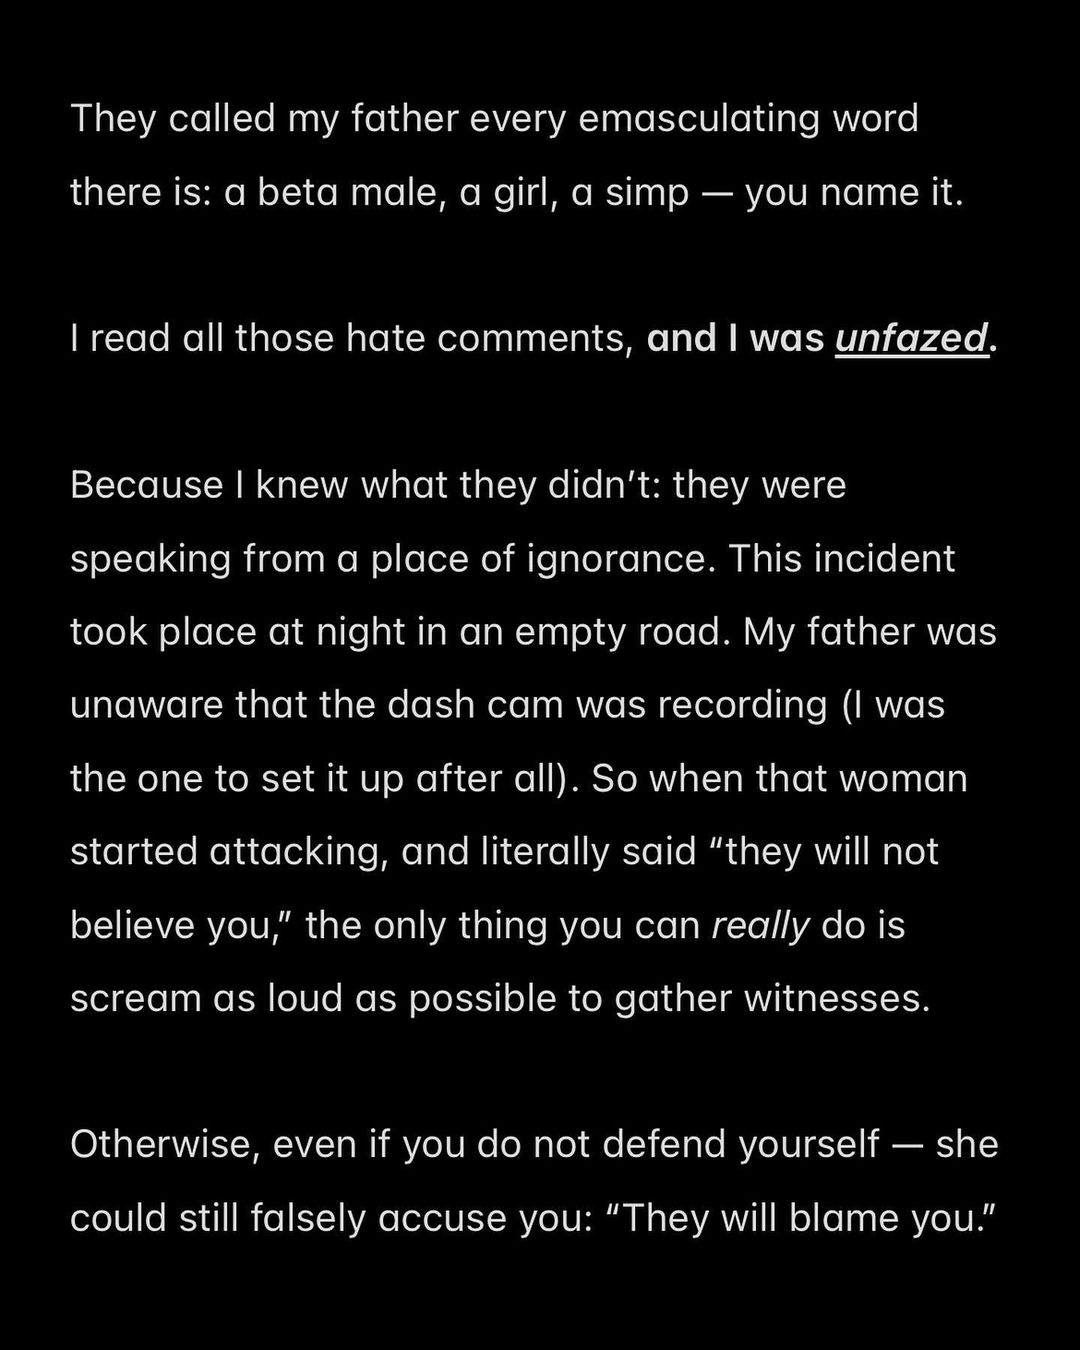 They called my father every emasculating word
there is: a beta male, a girl, a simp — you name it.
I read all those hate comments, and I was unfazed.
Because I knew what they didn’t: they were
speaking from a place of ignorance. This incident
took place at night in an empty road. My father was
unaware that the dash cam was recording (I was
the one to set it up after all). So when that woman
started attacking, and literally said “they will not
believe you,” the only thing you can really do is
scream as loud as possible to gather witnesses.
Otherwise, even if you do not defend yourself — she
could still falsely accuse you: “They will blame you.”